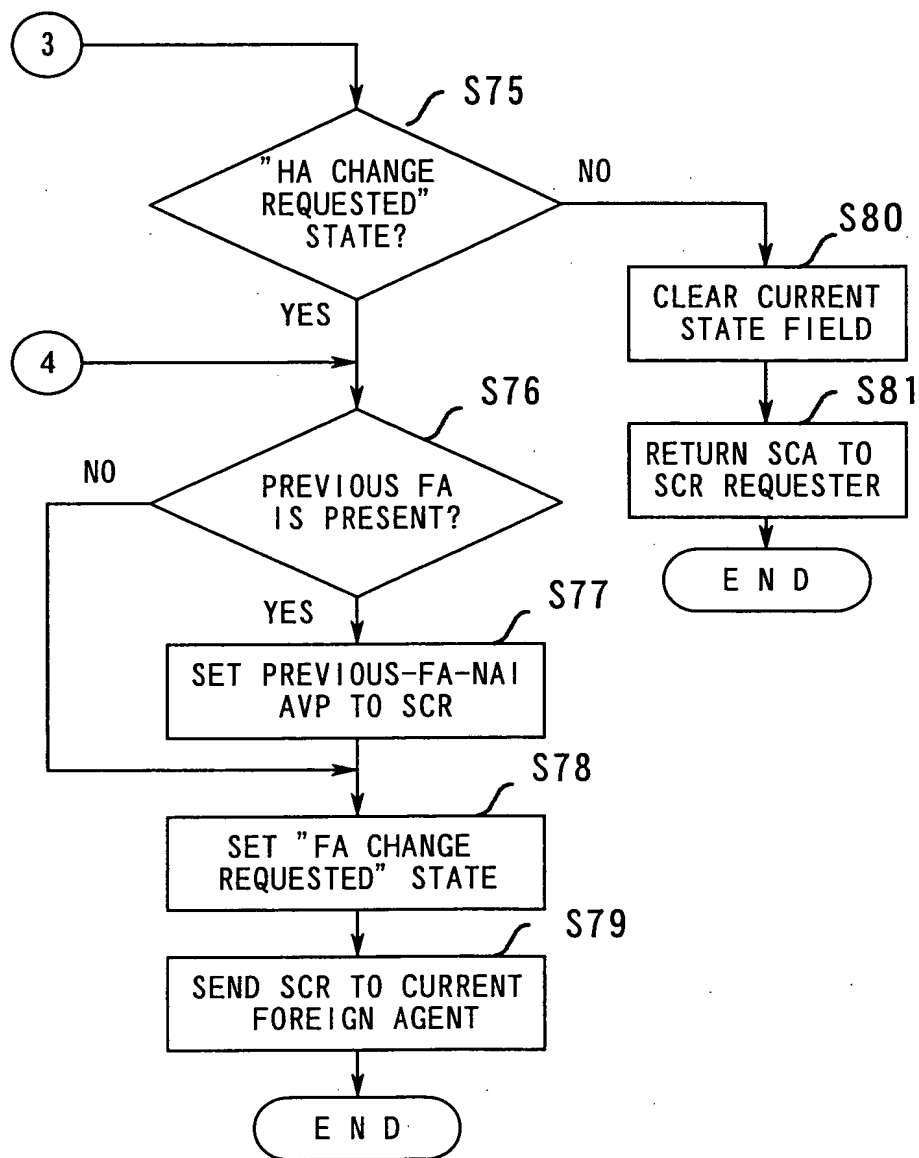 3
S75
"HA CHANGE
REQUESTED"
STATE?
NO
YES
S80
CLEAR CURRENT
STATE FIELD
S81
RETURN SCA TO
SCR REQUESTER
END
4
S76
PREVIOUS FA
IS PRESENT?
NO
YES
S77
SET PREVIOUS-FA-NAI
AVP TO SCR
S78
SET "FA CHANGE
REQUESTED" STATE
S79
SEND SCR TO CURRENT
FOREIGN AGENT
END